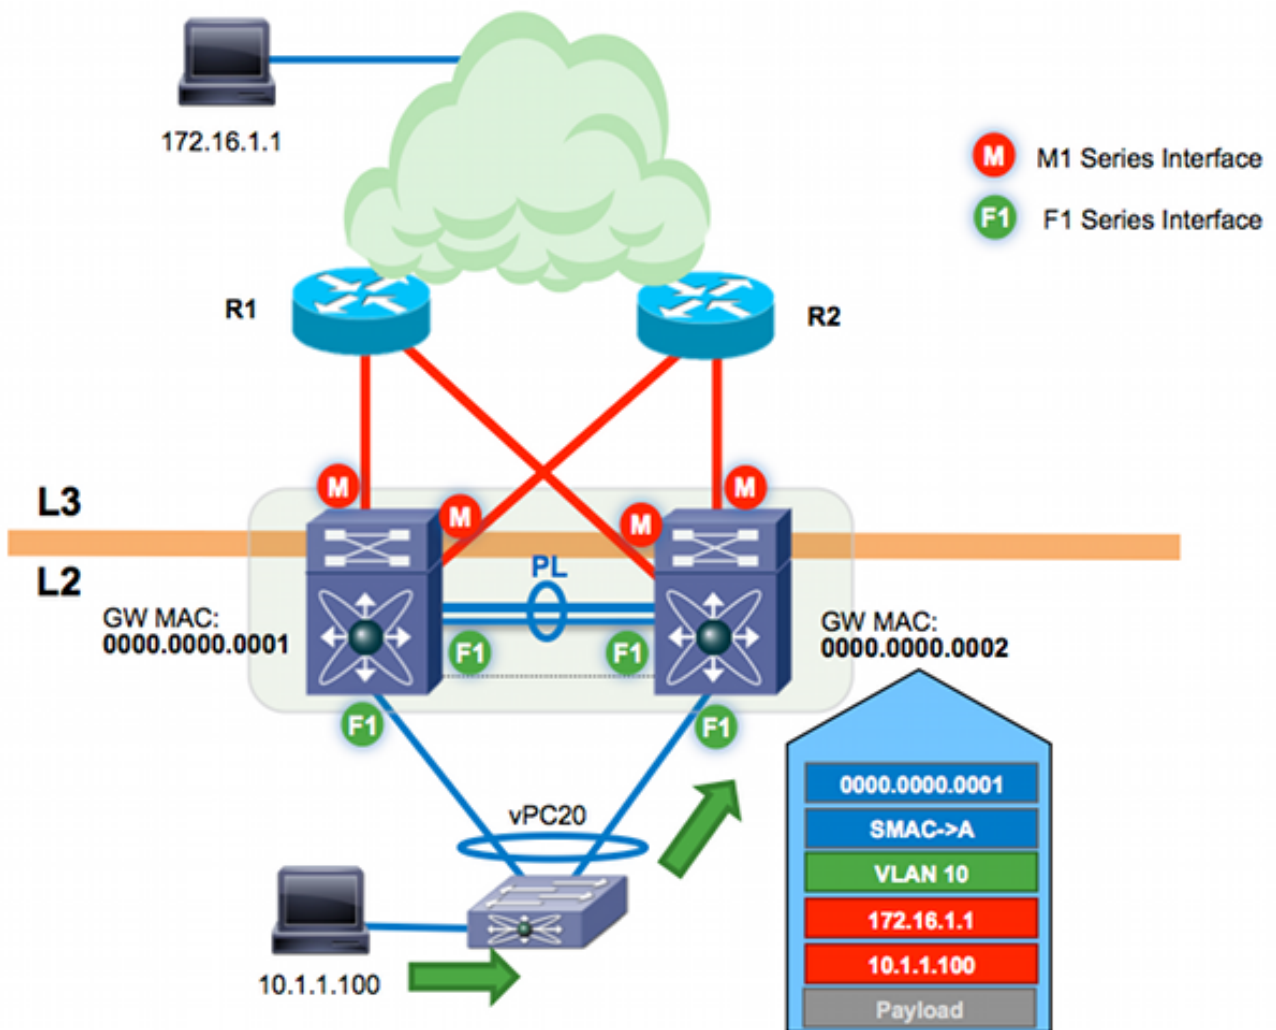 172.16.1.1
M M1 Series Interface
F1 F1 Series Interface
R1
R2
L3
M
M
M
M
L2
PL
GW MAC:
0000.0000.0001
GW MAC:
0000.0000.0002
F1
F1
F1
F1
vPC20
0000.0000.0001
SMAC->A
VLAN 10
172.16.1.1
10.1.1.100
Payload
10.1.1.100